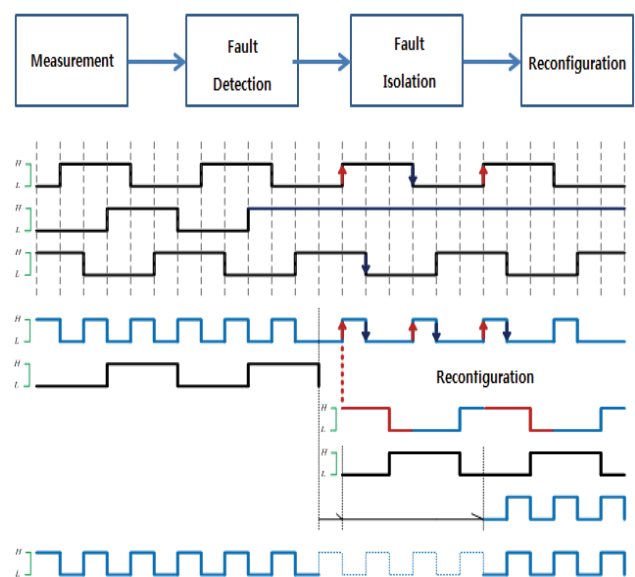 Measurement
Fault
Detection
Fault
Isolation
Reconfiguration
H
L
H
L
H
L
H
L
H
L
Reconfiguration
H
L
H
L
H
L